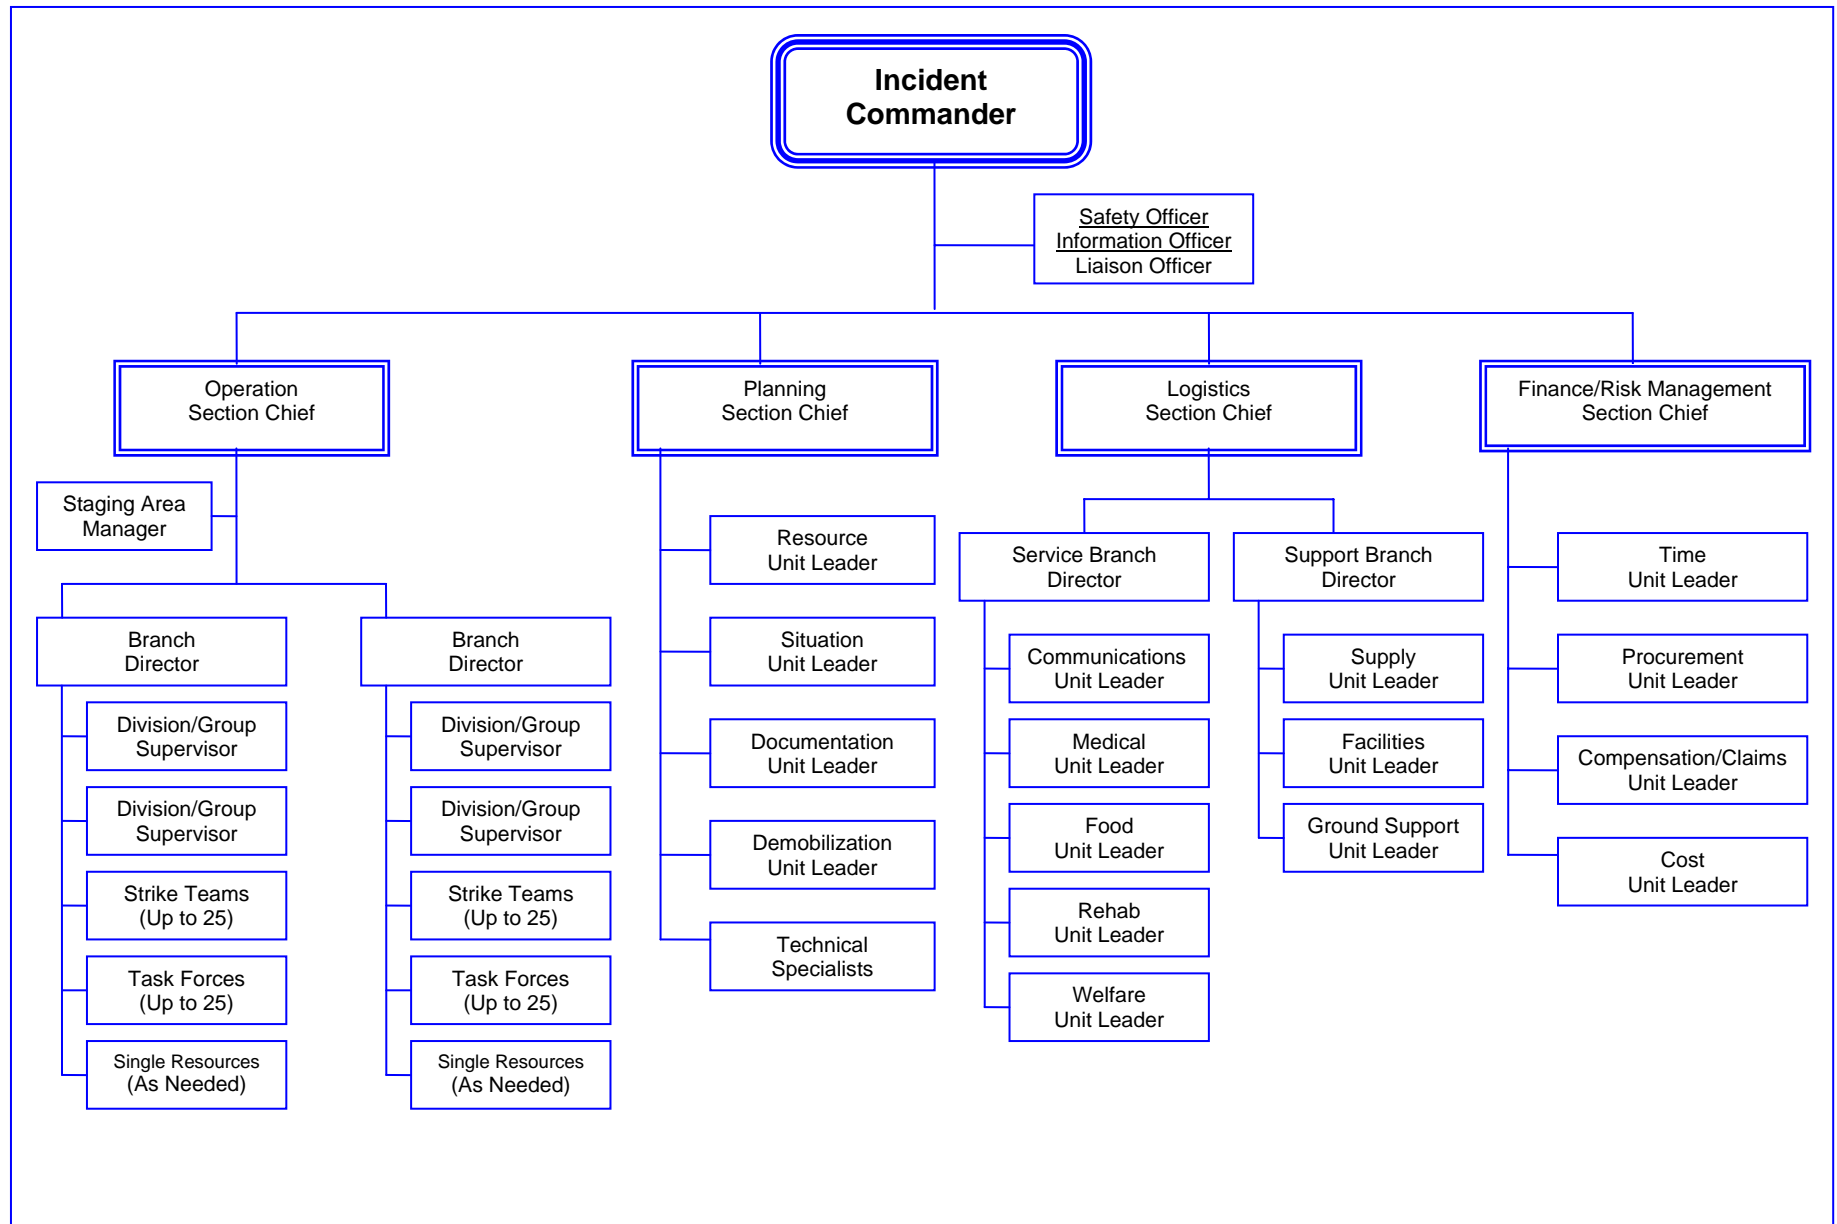 Incident
Commander
Safety Officer
Information Officer
Liaison Officer
Operation
Section Chief
Planning
Section Chief
Logistics
Section Chief
Finance/Risk Management
Section Chief
Staging Area
Manager
Branch
Director
Division/Group
Supervisor
Division/Group
Supervisor
Strike Teams
(Up to 25)
Task Forces
(Up to 25)
Single Resources
(As Needed)
Branch
Director
Division/Group
Supervisor
Division/Group
Supervisor
Strike Teams
(Up to 25)
Task Forces
(Up to 25)
Single Resources
(As Needed)
Resource
Unit Leader
Situation
Unit Leader
Documentation
Unit Leader
Demobilization
Unit Leader
Technical
Specialists
Service Branch
Director
Communications
Unit Leader
Medical
Unit Leader
Food
Unit Leader
Rehab
Unit Leader
Welfare
Unit Leader
Support Branch
Director
Supply
Unit Leader
Facilities
Unit Leader
Ground Support
Unit Leader
Time
Unit Leader
Procurement
Unit Leader
Compensation/Claims
Unit Leader
Cost
Unit Leader